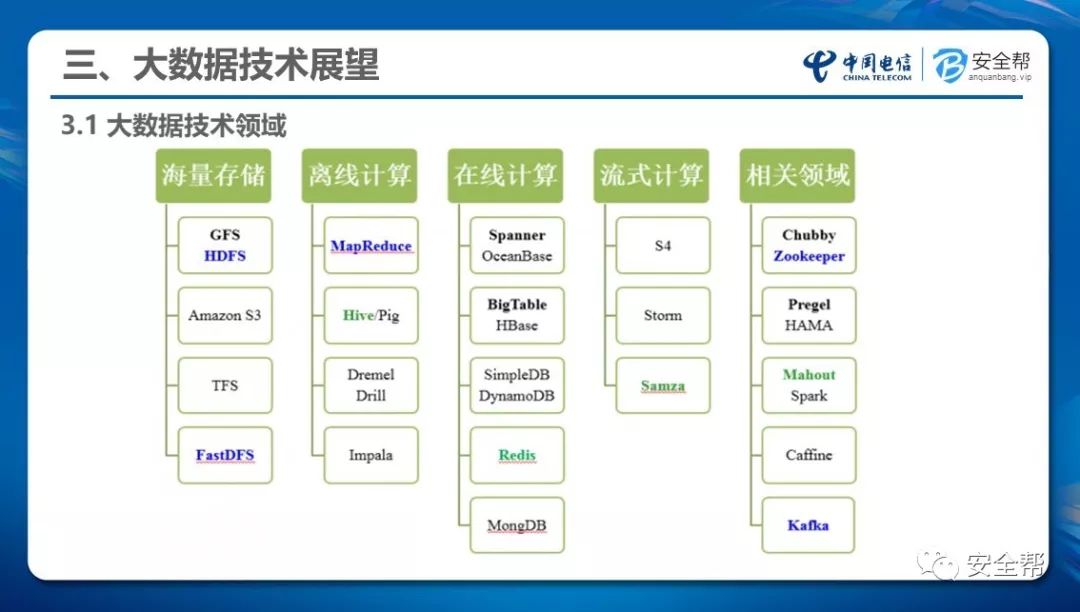 三、大数据技术展望
中国电信
CHINA TELECOM
安全帮
anquanbang.vip
3.1 大数据技术领域
海量存储
GFS
HDFS
Amazon S3
TFS
FastDFS
离线计算
MapReduce
Hive/Pig
Dremel
Drill
Impala
在线计算
Spanner
OceanBase
BigTable
HBase
SimpleDB
DynamoDB
Redis
MongDB
流式计算
S4
Storm
Samza
相关领域
Chubby
Zookeeper
Pregel
HAMA
Mahout
Spark
Caffine
Kafka
安全帮